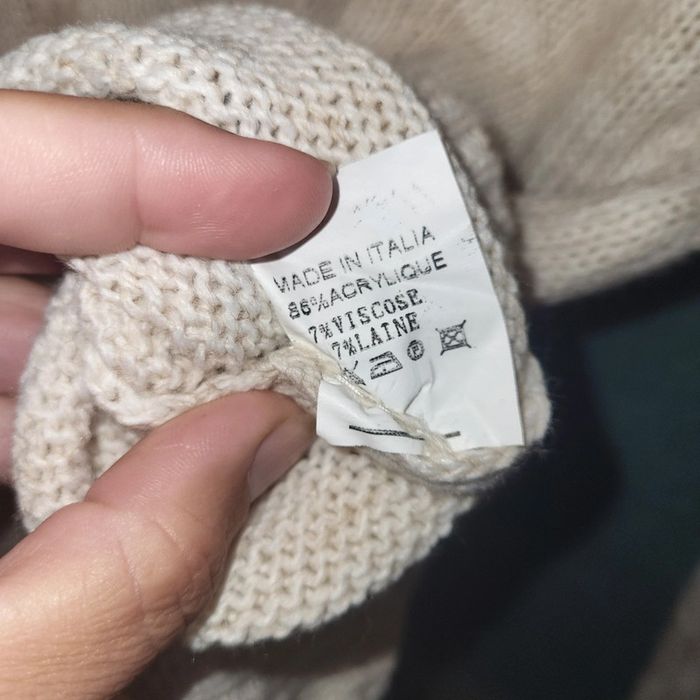 MADE IN ITALIA
86%ACRYLIQUE
7%VISCOSE
7%LAINE
P